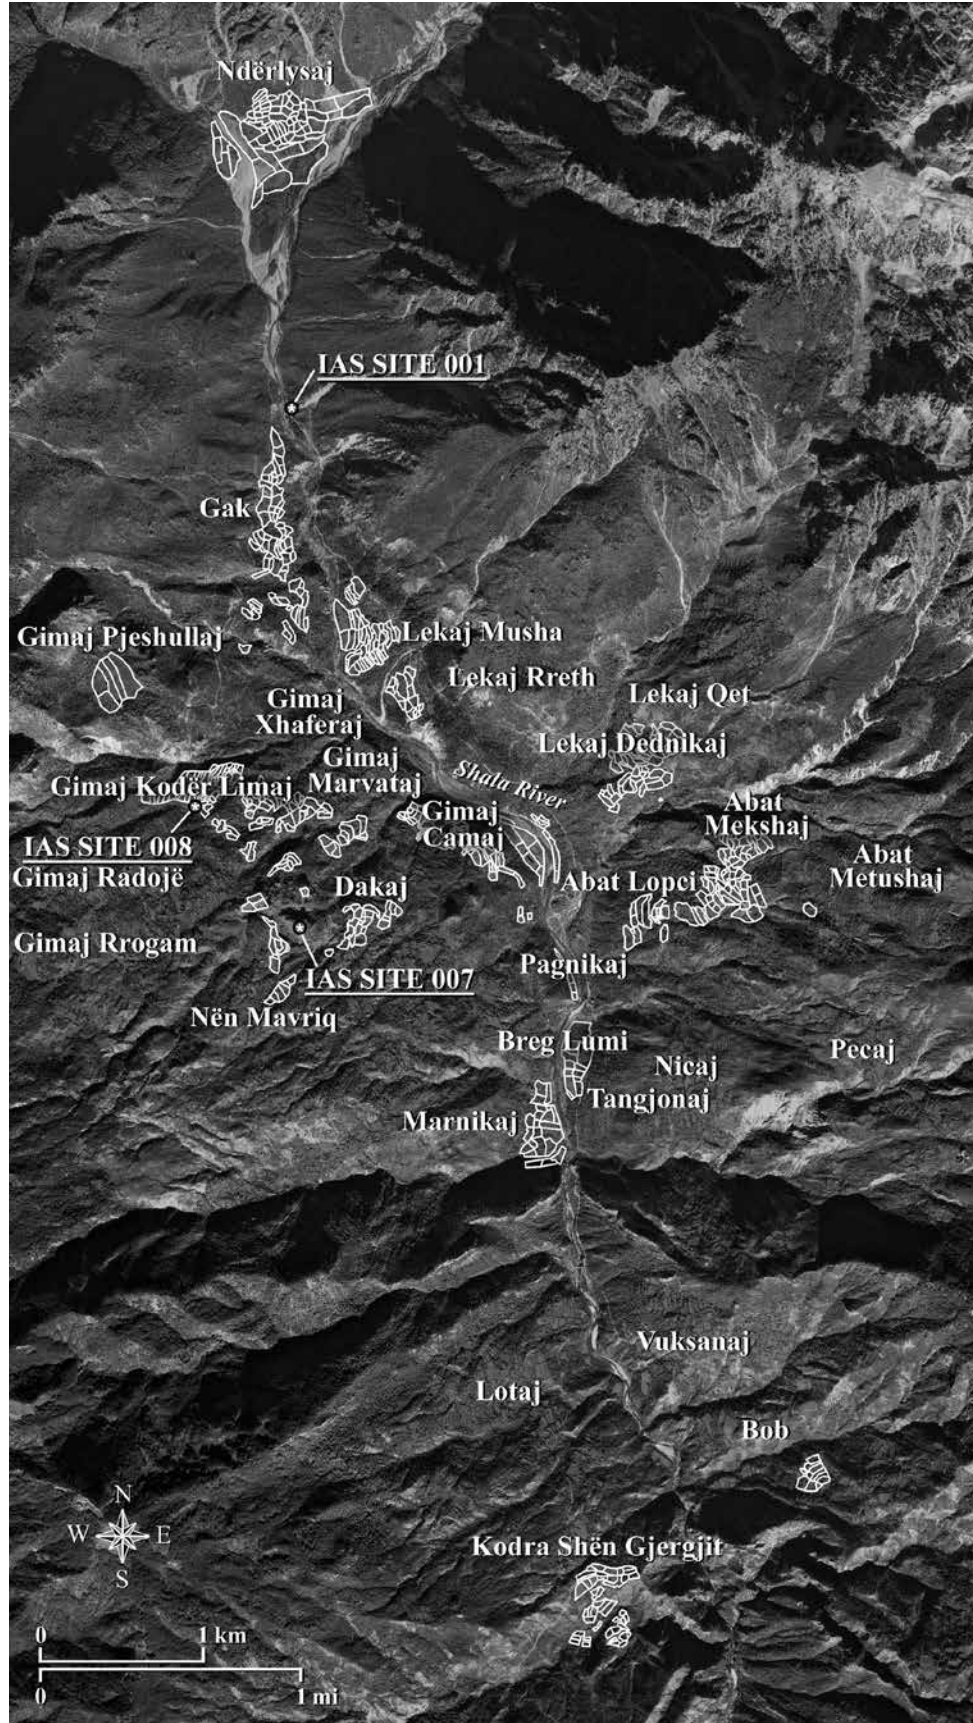 Ndërlysaj
IAS SITE 001
Gak
Gimaj Pjeshullaj
Lekaj Musha
Lekaj Rreth
Gimaj
Xhaferaj
Lekaj Qet
Lekaj Dednikaj
Gimaj
Marvataj
Shala River
Gimaj Kodër Limaj
Gimaj
Camaj
Abat
Mekshaj
IAS SITE 008
Gimaj Radojë
Abat
Metushaj
Dakaj
Abat Lopci
Gimaj Rrogam
IAS SITE 007
Pagnikaj
Nën Mavriq
Breg Lumi
Pecaj
Nicaj
Tangjonaj
Marnikaj
Vuksanaj
Lotaj
Bob
N
W E
S
Kodra Shën Gjergjit
0 1 km
0 1 mi